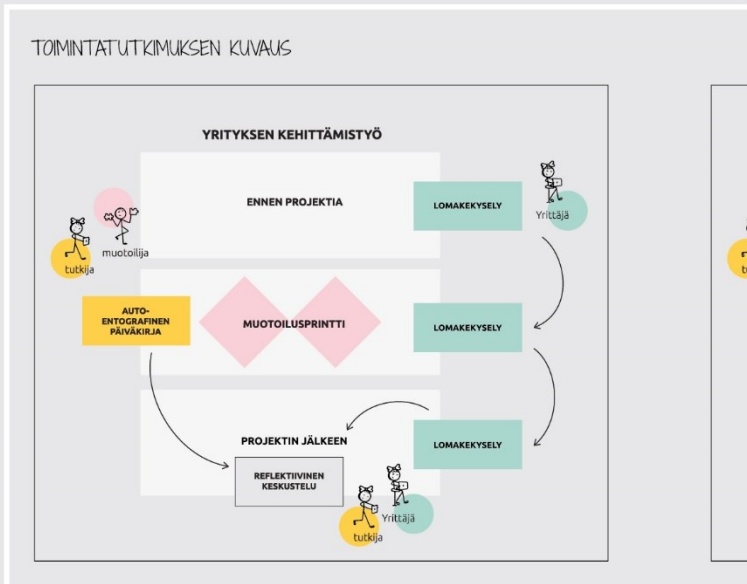 TOIMINTATUTKIMUKSEN KUVAUS
YRITYKSEN KEHITTÄMISTYÖ
ENNEN PROJEKTIA
LOMAKEKYSELY
Yrittäjä
muotoilija
tutkija
AUTO-
ENTOGRAFINEN
PÄIVÄKIRJA
MUOTOILUSPRINTTI
LOMAKEKYSELY
PROJEKTIN JÄLKEEN
LOMAKEKYSELY
REFLEKTIIVINEN
KESKUSTELU
Yrittäjä
tutkija